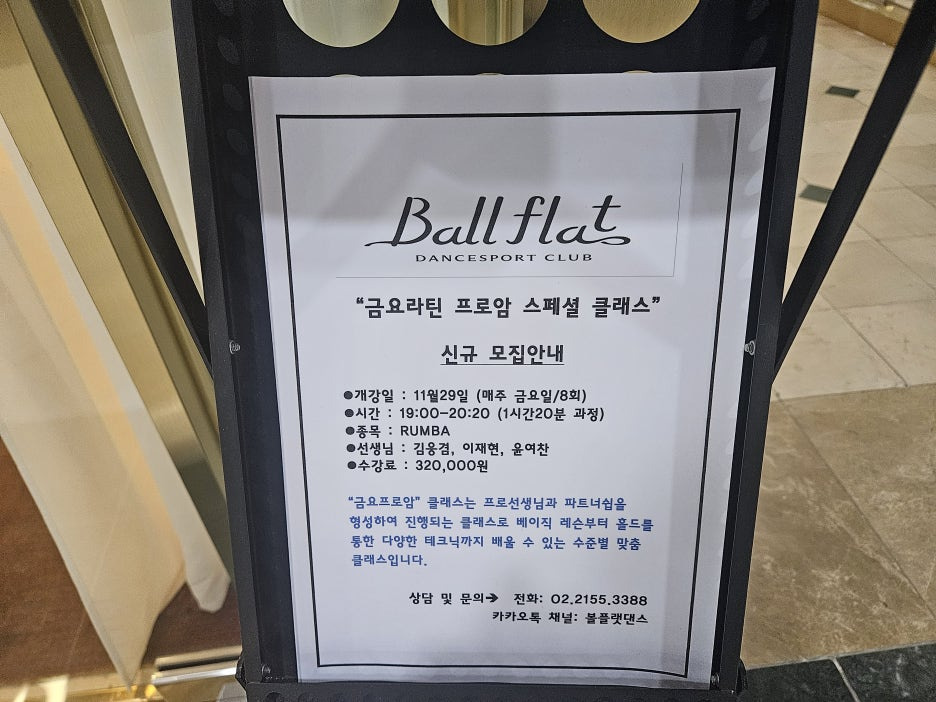 Ball flat
DANCESPORT CLUB
“금요라틴 프로암 스페셜 클래스”
신규 모집안내
●개강일 : 11월29일 (매주 금요일/8회)
●시간 : 19:00-20:20 (1시간20분 과정)
●종목 : RUMBA
●선생님 : 김용겸, 이재현, 윤여찬
●수강료 : 320,000원
“금요프로암” 클래스는 프로선생님과 파트너쉽을
형성하여 진행되는 클래스로 베이직 레슨부터 홀드를
통한 다양한 테크닉까지 배울 수 있는 수준별 맞춤
클래스입니다.
상담 및 문의➔ 전화: 02.2155.3388
카카오톡 채널: 볼플랫댄스